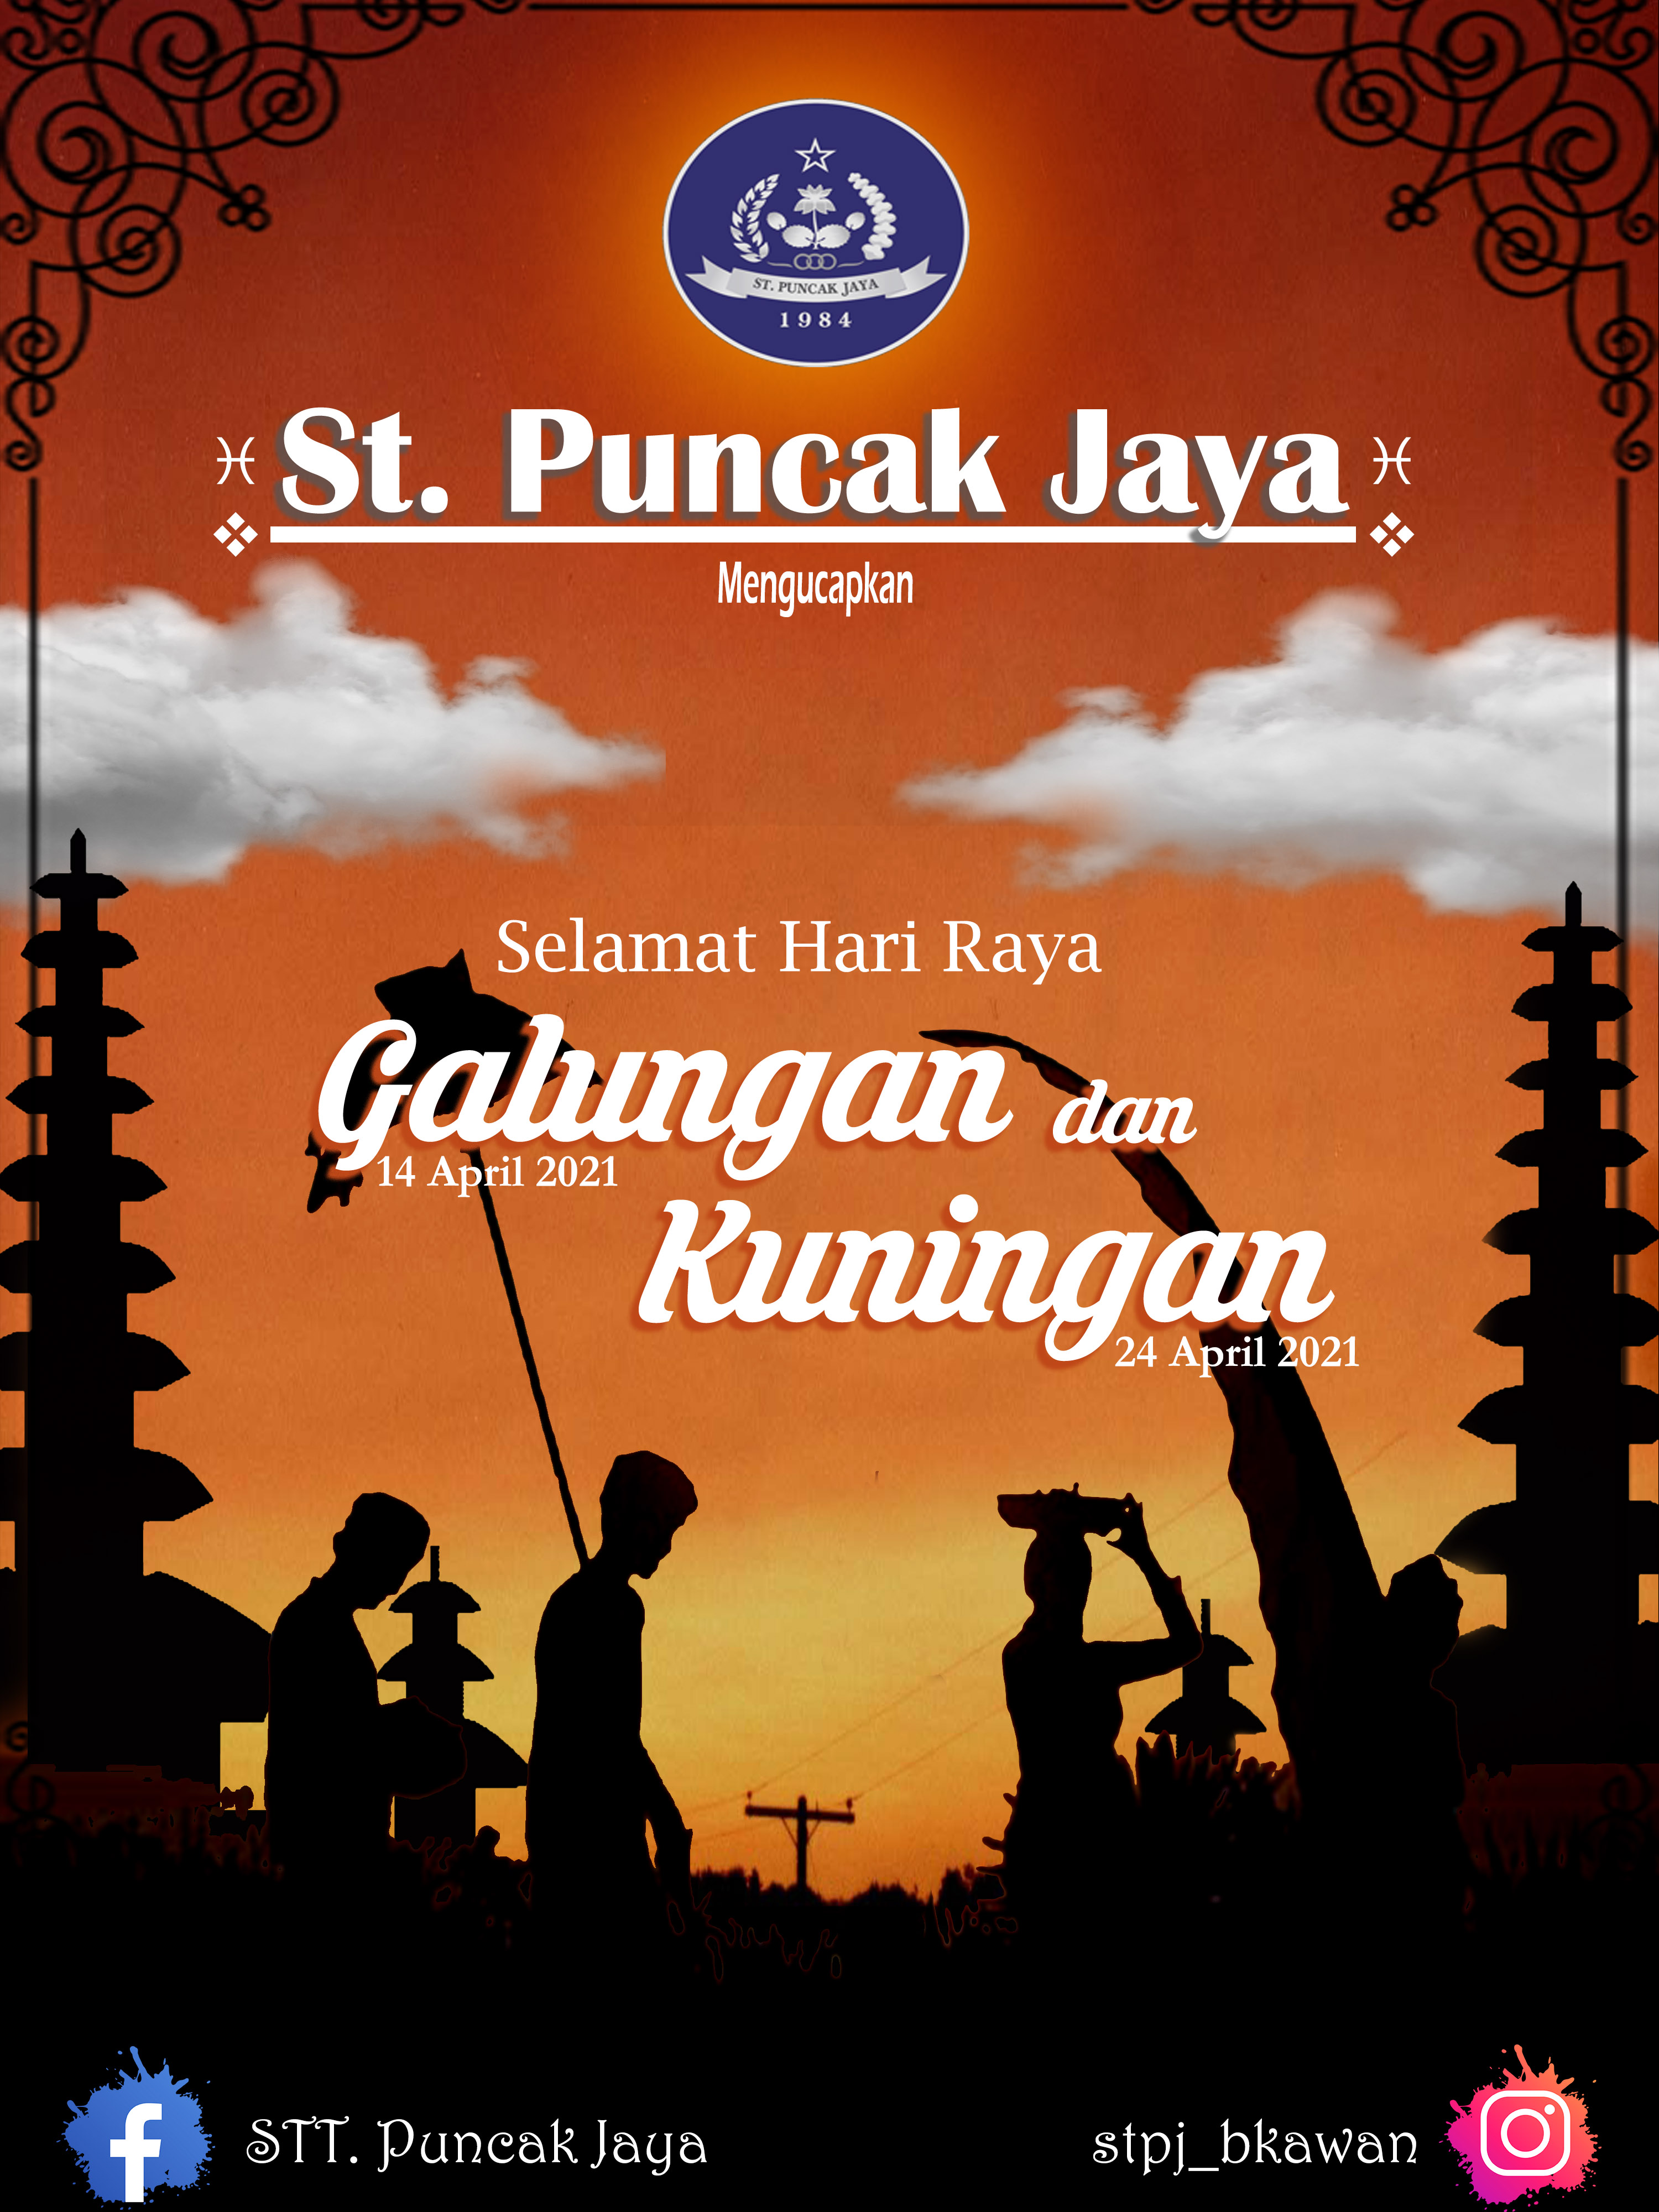 ST. PUNCAK JAYA
1984
St. Puncak Jaya
Mengucapkan
Selamat Hari Raya
Galungan dan
14 April 2021
Kuningan
24 April 2021
STT. Puncak Jaya
stpj_bkawan